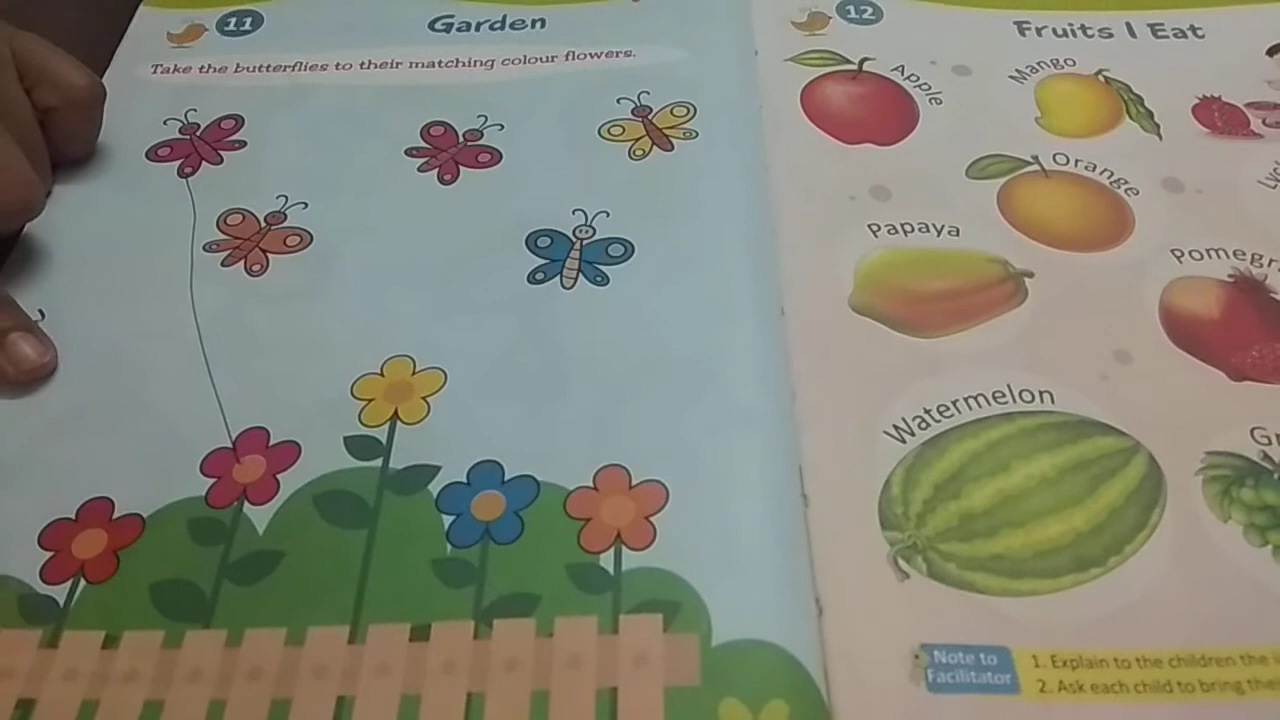 11
Garden
Take the butterflies to their matching colour flowers.
12
Fruits I Eat
Apple
Mango
Orange
Papaya
Watermelon
Note to
Facilitator
1. Explain to the children the
2. Ask each child to bring